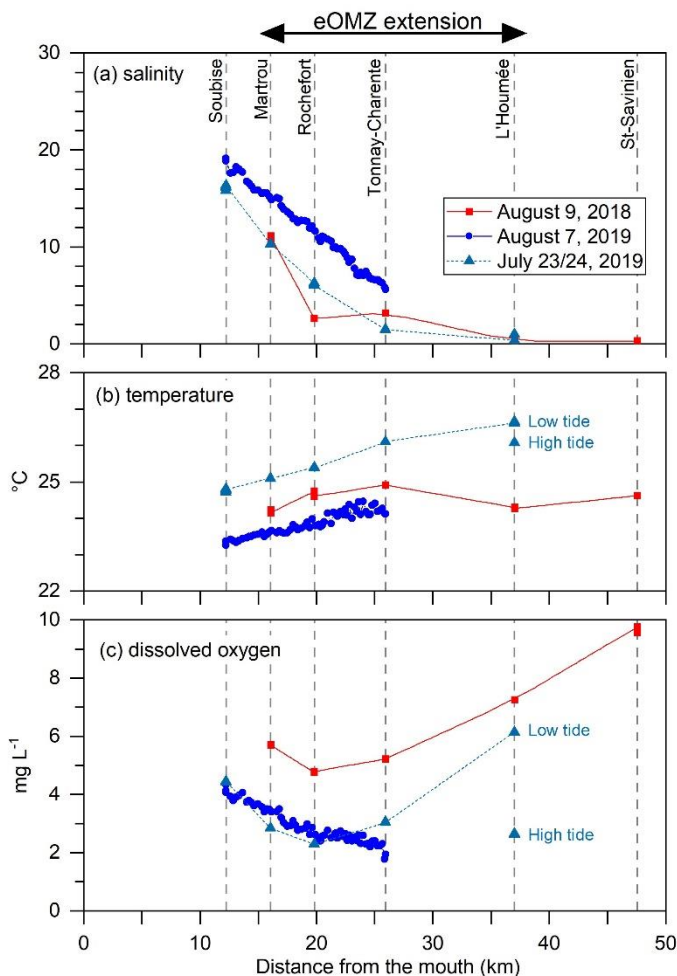 eOMZ extension
30
(a) salinity
Soubise
Martrou
Rochefort
Tonnay-Charente
L'Houmée
St-Savinien
20
August 9, 2018
August 7, 2019
July 23/24, 2019
10
0
28
(b) temperature
Low tide
High tide
°C
25
22
10
(c) dissolved oxygen
8
6
Low tide
mg L-1
4
High tide
2
0
0 10 20 30 40 50
Distance from the mouth (km)